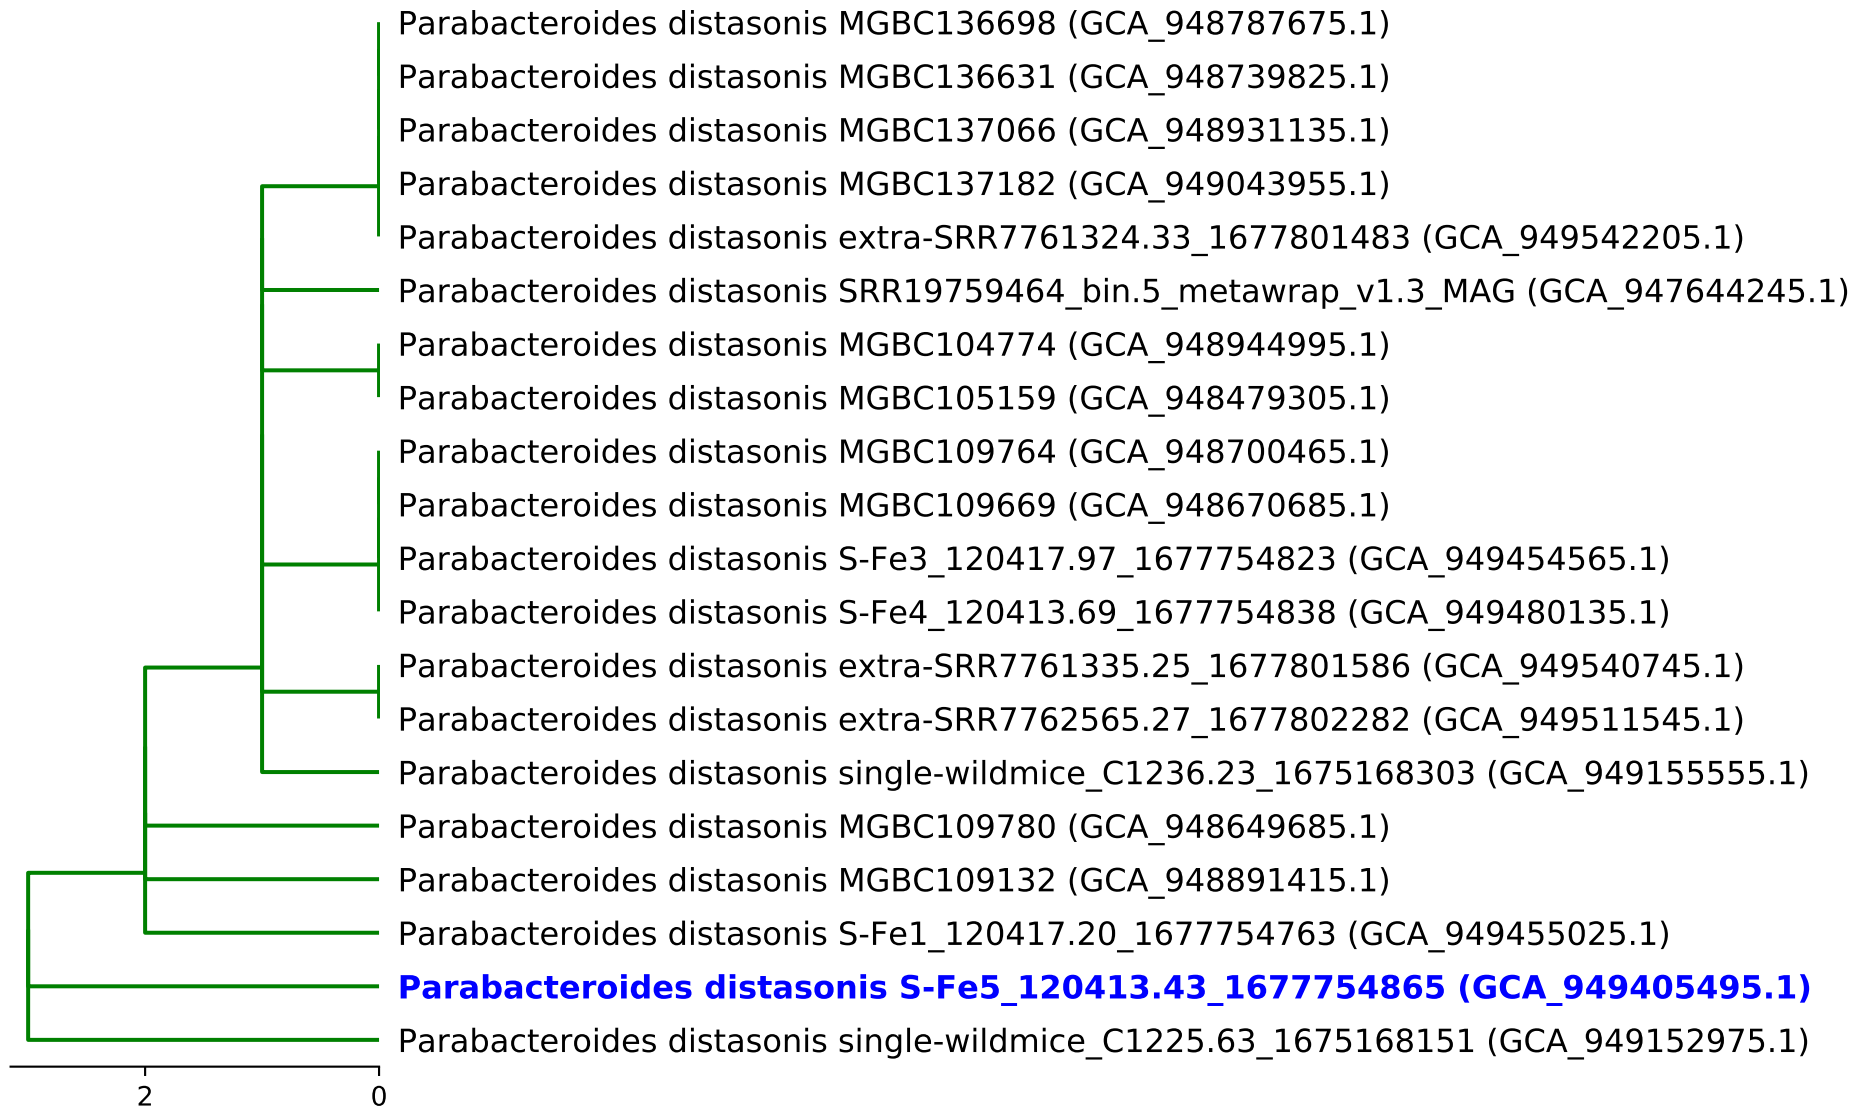 Parabacteroides distasonis MGBC136698 (GCA_948787675.1)
Parabacteroides distasonis MGBC136631 (GCA_948739825.1)
Parabacteroides distasonis MGBC137066 (GCA_948931135.1)
Parabacteroides distasonis MGBC137182 (GCA_949043955.1)
Parabacteroides distasonis extra-SRR7761324.33_1677801483 (GCA_949542205.1)
Parabacteroides distasonis SRR19759464_bin.5_metawrap_v1.3_MAG (GCA_947644245.1)
Parabacteroides distasonis MGBC104774 (GCA_948944995.1)
Parabacteroides distasonis MGBC105159 (GCA_948479305.1)
Parabacteroides distasonis MGBC109764 (GCA_948700465.1)
Parabacteroides distasonis MGBC109669 (GCA_948670685.1)
Parabacteroides distasonis S-Fe3_120417.97_1677754823 (GCA_949454565.1)
Parabacteroides distasonis S-Fe4_120413.69_1677754838 (GCA_949480135.1)
Parabacteroides distasonis extra-SRR7761335.25_1677801586 (GCA_949540745.1)
Parabacteroides distasonis extra-SRR7762565.27_1677802282 (GCA_949511545.1)
Parabacteroides distasonis single-wildmice_C1236.23_1675168303 (GCA_949155555.1)
Parabacteroides distasonis MGBC109780 (GCA_948649685.1)
Parabacteroides distasonis MGBC109132 (GCA_948891415.1)
Parabacteroides distasonis S-Fe1_120417.20_1677754763 (GCA_949455025.1)
Parabacteroides distasonis S-Fe5_120413.43_1677754865 (GCA_949405495.1)
Parabacteroides distasonis single-wildmice_C1225.63_1675168151 (GCA_949152975.1)
2 0